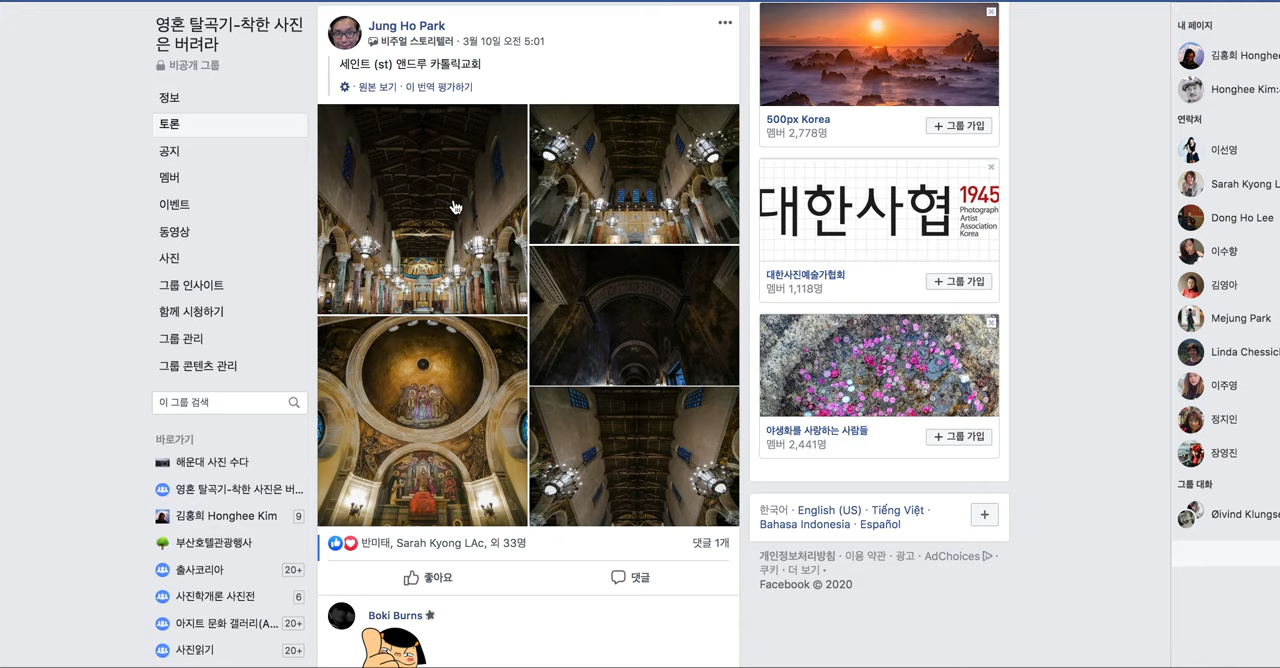 영혼 탈곡기-착한 사진
은 버려라
비공개 그룹
정보
토론
공지
멤버
이벤트
동영상
사진
그룹 인사이트
함께 시청하기
그룹 관리
그룹 콘텐츠 관리
이 그룹 검색
바로가기
해운대 사진 수다
영혼 탈곡기-착한 사진은 버...
김홍희 Honghee Kim 9
부산호텔관광행사
출사코리아 20+
사진학개론 사진전 6
아지트 문화 갤러리(A... 20+
사진읽기 20+
Jung Ho Park
비주얼 스토리텔러 · 3월 10일 오전 5:01
세인트 (st) 앤드루 카톨릭교회
· 원본 보기 · 이 번역 평가하기
반미태, Sarah Kyong LAc, 외 33명
댓글 1개
좋아요
댓글
Boki Burns
500px Korea
멤버 2,778명
+ 그룹 가입
대한사협 1945
Photograph
Artist
Association
Korea
대한사진예술가협회
멤버 1,118명
+ 그룹 가입
야생화를 사랑하는 사람들
멤버 2,441명
+ 그룹 가입
한국어 · English (US) · Tiếng Việt ·
Bahasa Indonesia · Español
개인정보처리방침 · 이용 약관 · 광고 · AdChoices ·
쿠키 · 더 보기
Facebook © 2020
내 페이지
김홍희 Honghee
Honghee Kim:
연락처
이선영
Sarah Kyong L
Dong Ho Lee
이수향
김영아
Mejung Park
Linda Chessick
이주영
정지인
장영진
그룹 대화
Øivind Klungse